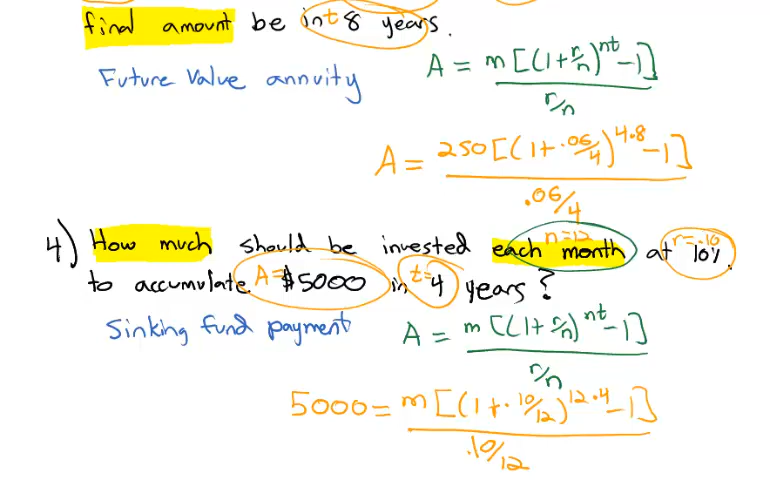 final amount be in t 8 years.
Future Value annuity
A = m[(1+r/n)^nt -1] / r/n
A = 250[(1+.06/4)^4·8 -1] / .06/4
4) How much should be invested each month n=12 at r=.10 10%
to accumulate A= $5000 in t= 4 years?
Sinking fund payment
A = m[(1+r/n)^nt -1] / r/n
5000 = m[(1+.10/12)^12·4 -1] / .10/12